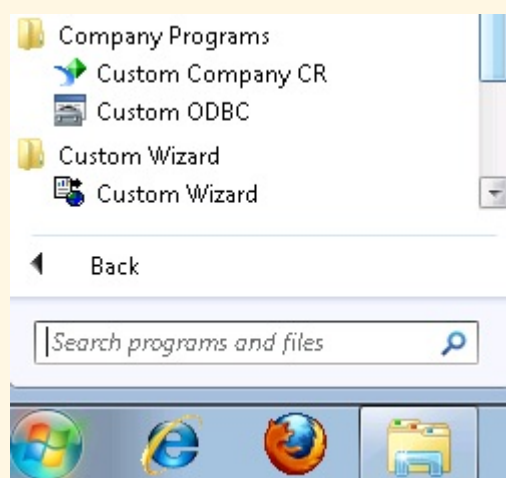 Company Programs
Custom Company CR
Custom ODBC
Custom Wizard
Custom Wizard
Back
Search programs and files